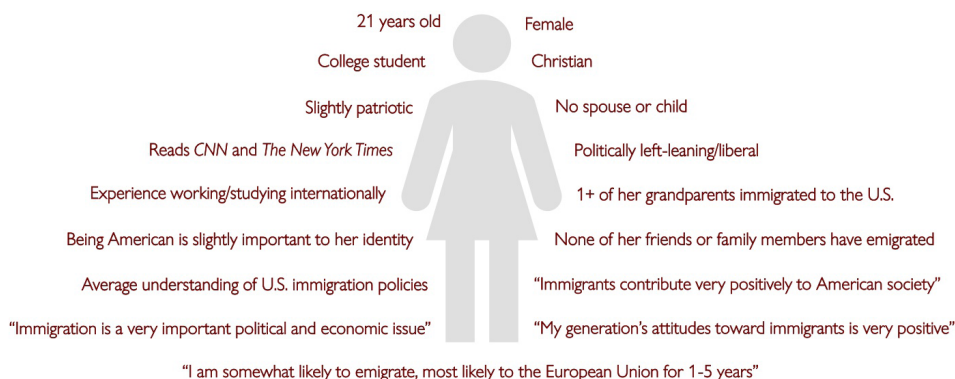 21 years old
Female
College student
Christian
Slightly patriotic
No spouse or child
Reads CNN and The New York Times
Politically left-leaning/liberal
Experience working/studying internationally
1+ of her grandparents immigrated to the U.S.
Being American is slightly important to her identity
None of her friends or family members have emigrated
Average understanding of U.S. immigration policies
“Immigrants contribute very positively to American society”
“Immigration is a very important political and economic issue”
“My generation’s attitudes toward immigrants is very positive”
“I am somewhat likely to emigrate, most likely to the European Union for 1-5 years”